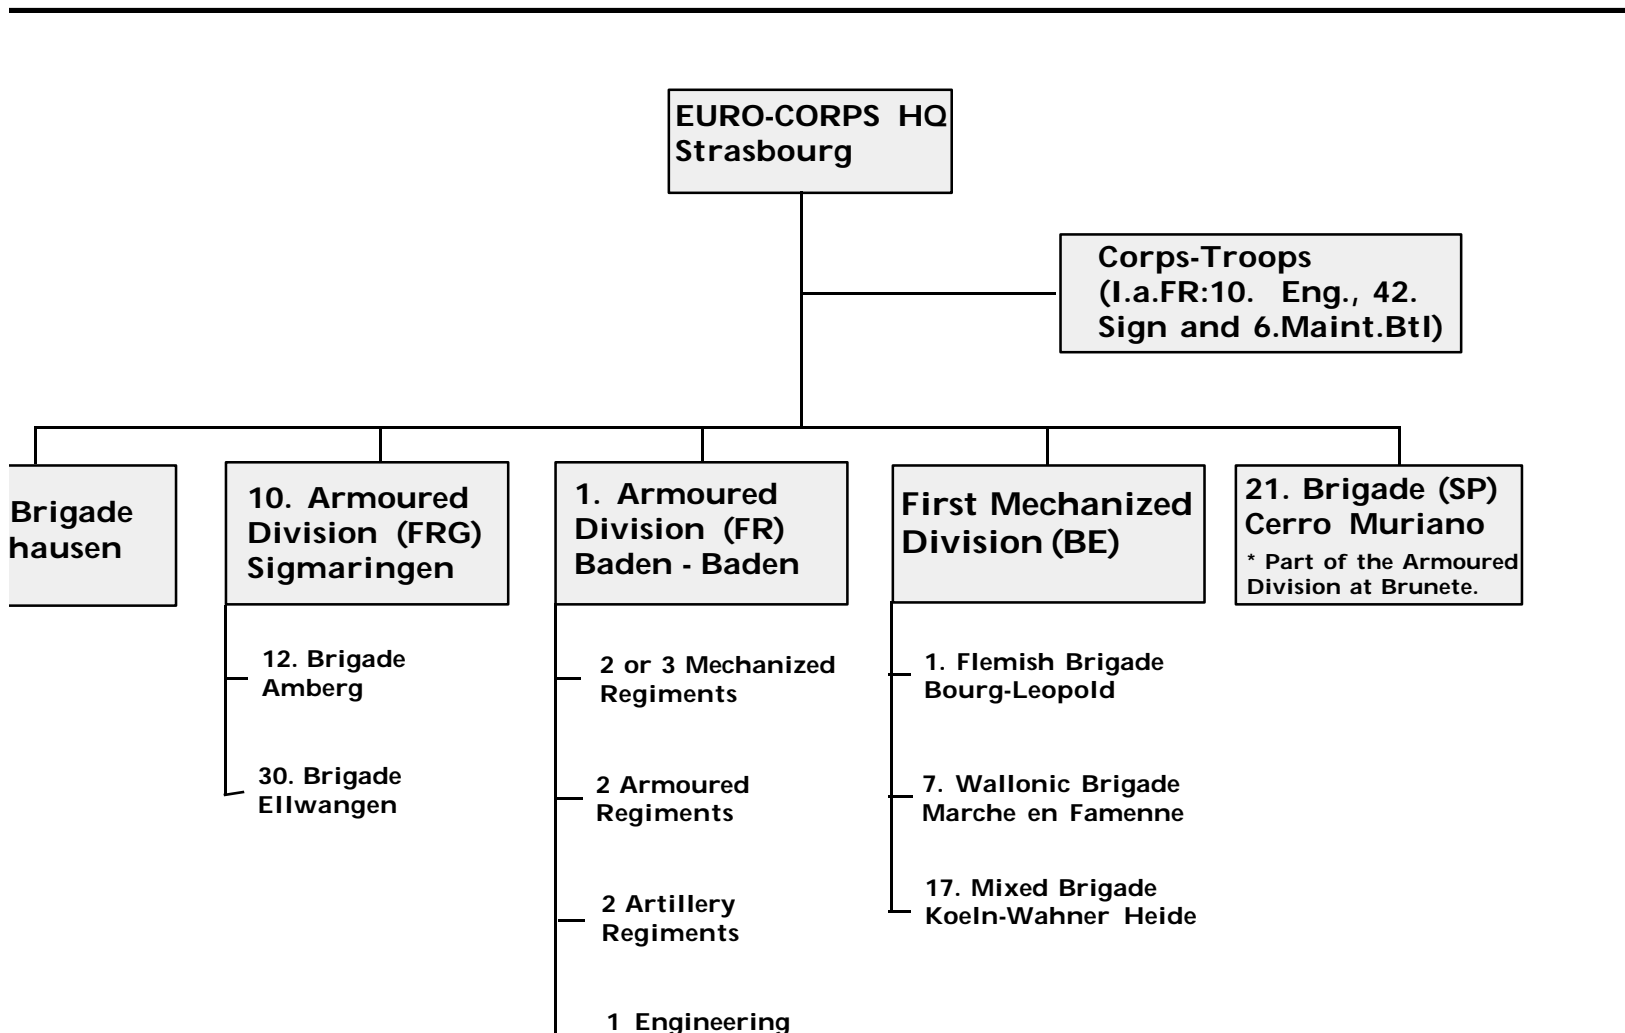 EURO-CORPS HQ
Strasbourg
Corps-Troops
(I.a.FR:10. Eng., 42.
Sign and 6.Maint.Btl)
Brigade
hausen
10. Armoured
Division (FRG)
Sigmaringen
12. Brigade
Amberg
30. Brigade
Ellwangen
1. Armoured
Division (FR)
Baden - Baden
2 or 3 Mechanized
Regiments
2 Armoured
Regiments
2 Artillery
Regiments
1 Engineering
First Mechanized
Division (BE)
1. Flemish Brigade
Bourg-Leopold
7. Wallonic Brigade
Marche en Famenne
17. Mixed Brigade
Koeln-Wahner Heide
21. Brigade (SP)
Cerro Muriano
* Part of the Armoured
Division at Brunete.